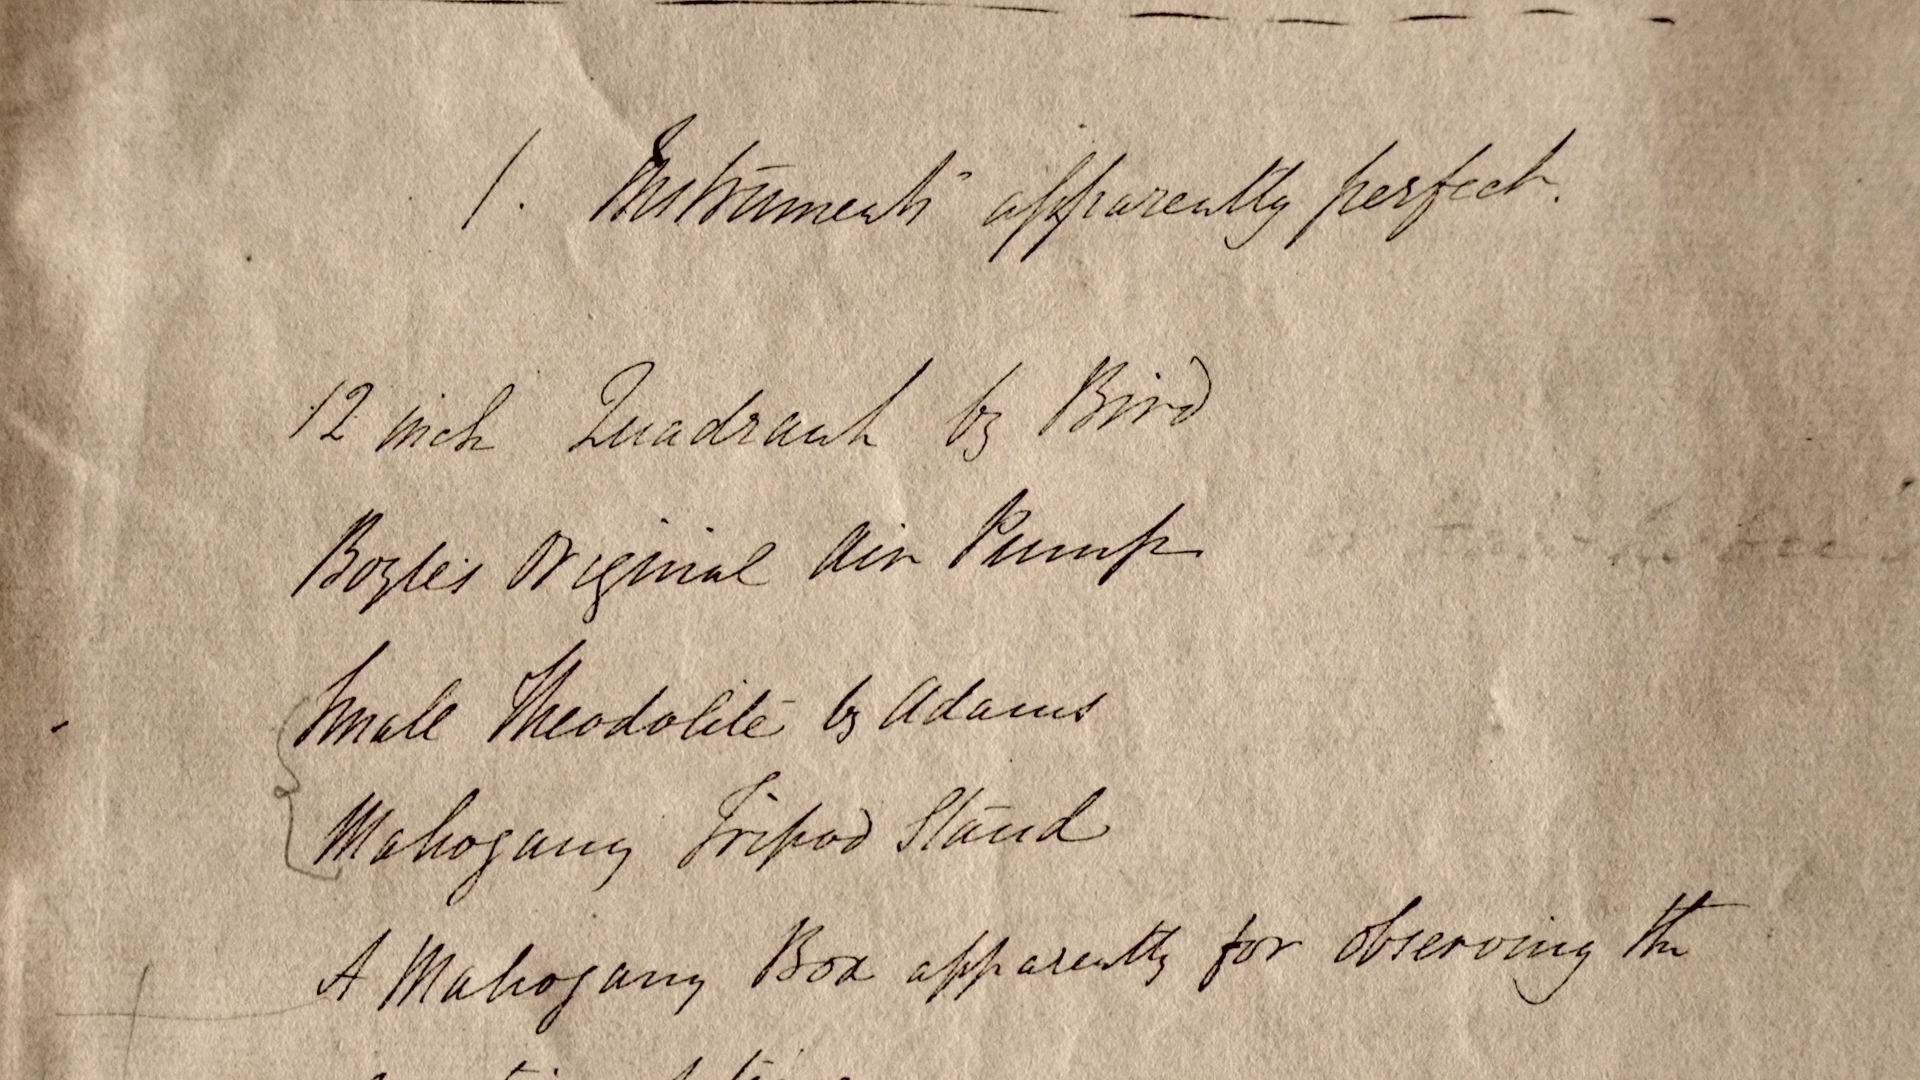 1. Instruments apparently perfect.
12 inch Quadrant by Bird
Boyle's Original Air Pump
Small Theodolite by Adams
Mahogany Tripod Stand
A Mahogany Box apparently for observing the